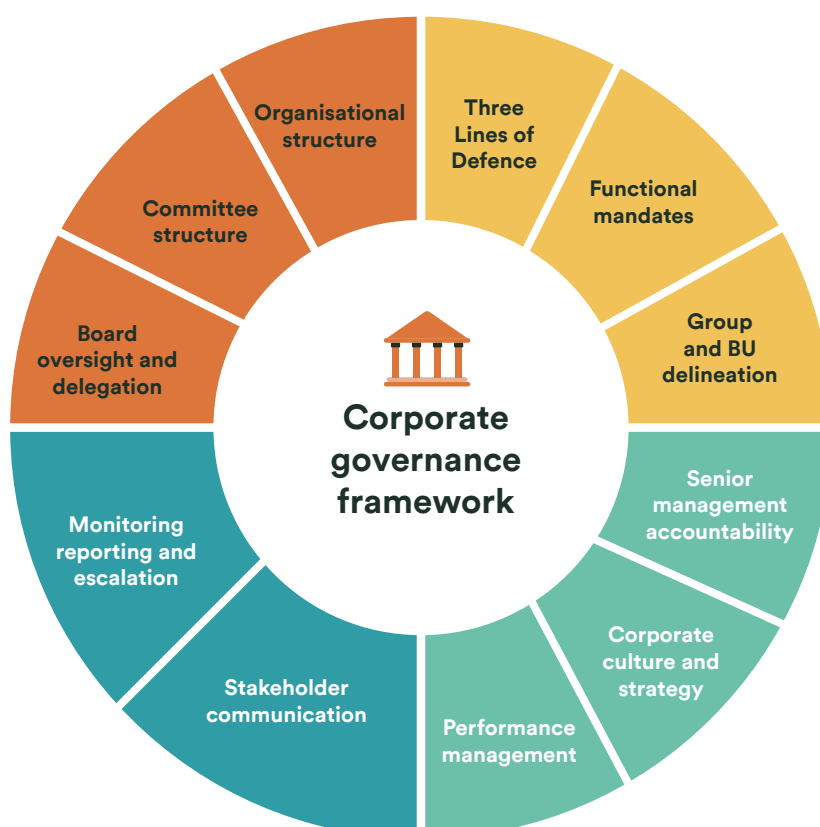 Organisational
structure
Three
Lines of
Defence
Functional
mandates
Group
and BU
delineation
Senior
management
accountability
Corporate
culture and
strategy
Performance
management
Stakeholder
communication
Monitoring
reporting and
escalation
Board
oversight and
delegation
Committee
structure
Corporate
governance
framework